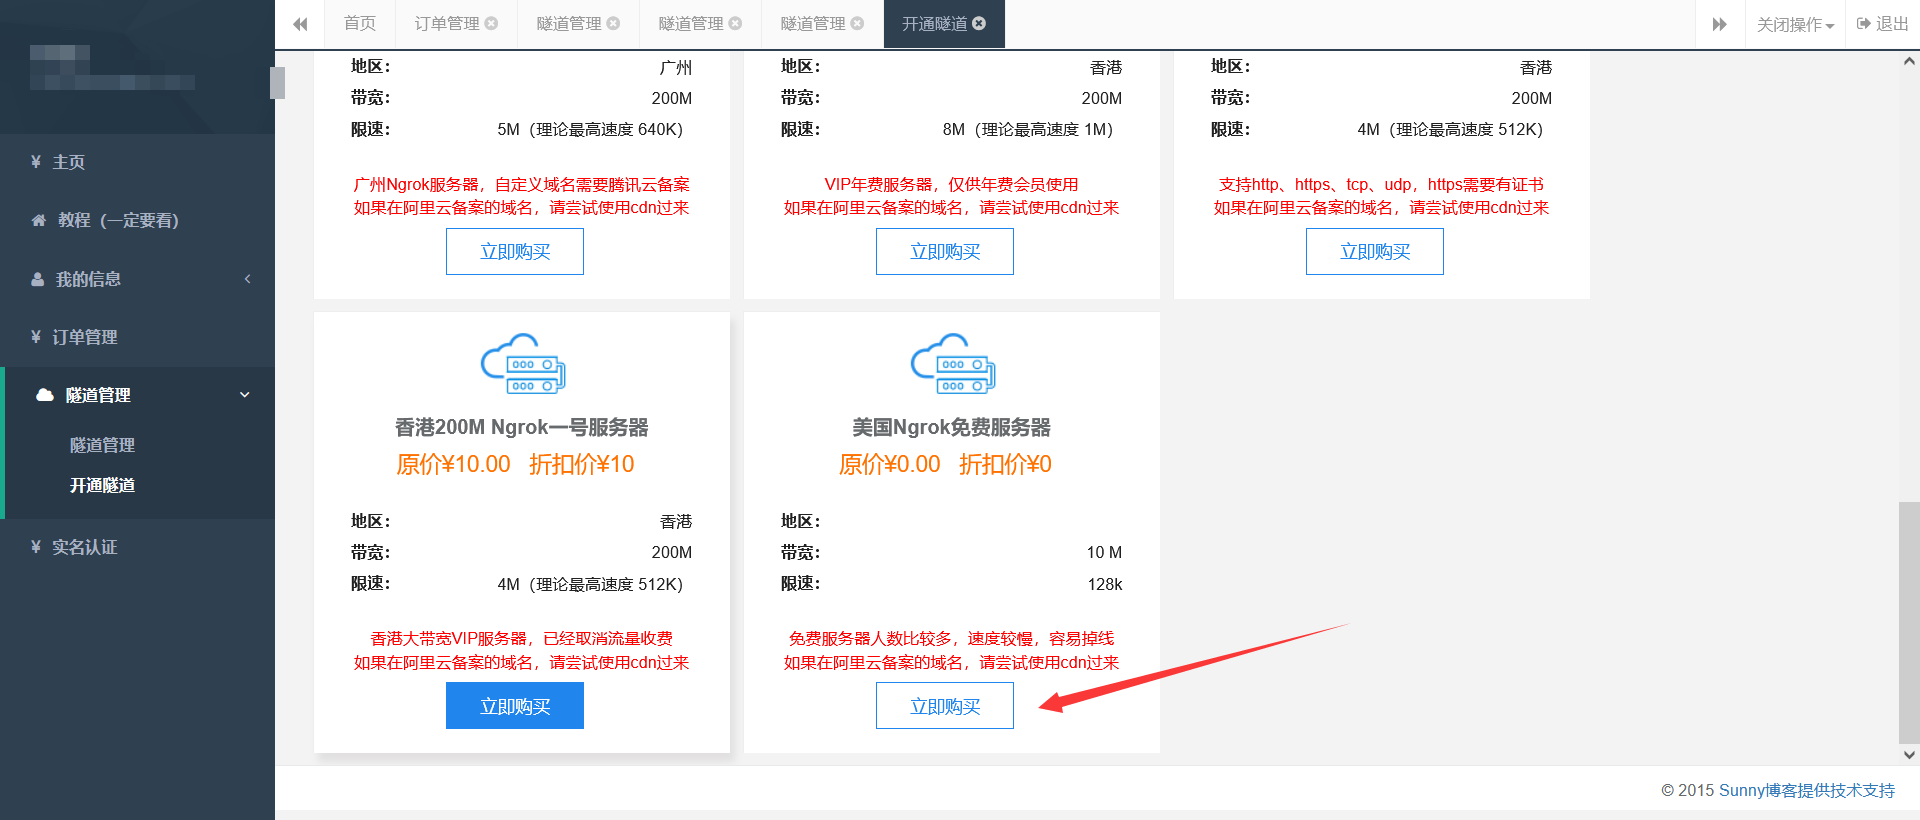 首页 订单管理 隧道管理 隧道管理 隧道管理 开通隧道 关闭操作 退出
¥ 主页
教程（一定要看）
我的信息
¥ 订单管理
隧道管理
隧道管理
开通隧道
¥ 实名认证
地区： 广州
带宽： 200M
限速： 5M（理论最高速度 640K）
广州Ngrok服务器，自定义域名需要腾讯云备案
如果在阿里云备案的域名，请尝试使用cdn过来
立即购买
地区： 香港
带宽： 200M
限速： 8M（理论最高速度 1M）
VIP年费服务器，仅供年费会员使用
如果在阿里云备案的域名，请尝试使用cdn过来
立即购买
地区： 香港
带宽： 200M
限速： 4M（理论最高速度 512K）
支持http、https、tcp、udp，https需要有证书
如果在阿里云备案的域名，请尝试使用cdn过来
立即购买
香港200M Ngrok一号服务器
原价¥10.00 折扣价¥10
地区： 香港
带宽： 200M
限速： 4M（理论最高速度 512K）
香港大带宽VIP服务器，已经取消流量收费
如果在阿里云备案的域名，请尝试使用cdn过来
立即购买
美国Ngrok免费服务器
原价¥0.00 折扣价¥0
地区：
带宽： 10 M
限速： 128k
免费服务器人数比较多，速度较慢，容易掉线
如果在阿里云备案的域名，请尝试使用cdn过来
立即购买
© 2015 Sunny博客提供技术支持